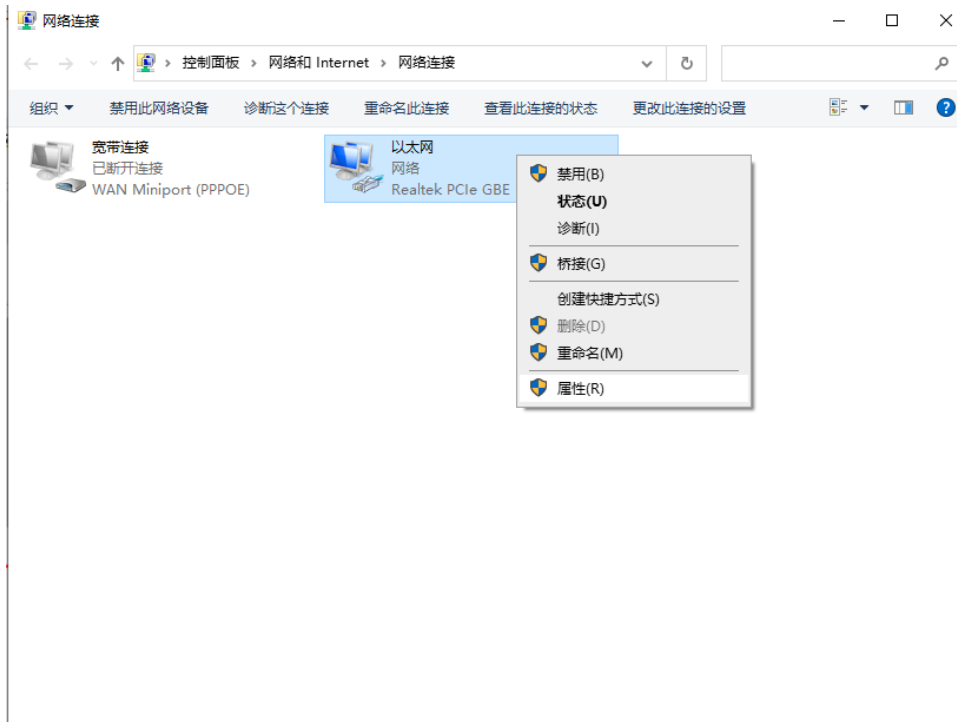 网络连接
控制面板 › 网络和 Internet › 网络连接
组织 禁用此网络设备 诊断这个连接 重命名此连接 查看此连接的状态 更改此连接的设置
宽带连接
已断开连接
WAN Miniport (PPPOE)
以太网
网络
Realtek PCIe GBE
禁用(B)
状态(U)
诊断(I)
桥接(G)
创建快捷方式(S)
删除(D)
重命名(M)
属性(R)